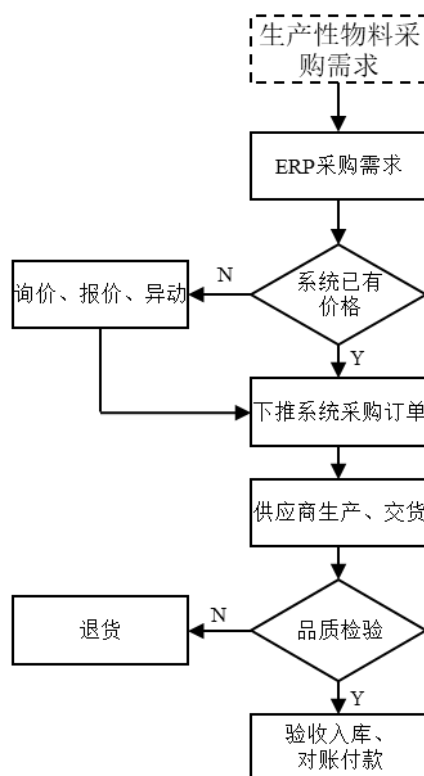 生产性物料采
购需求
ERP采购需求
系统已有
价格
N
询价、报价、异动
Y
下推系统采购订单
供应商生产、交货
品质检验
N
退货
Y
验收入库、
对账付款